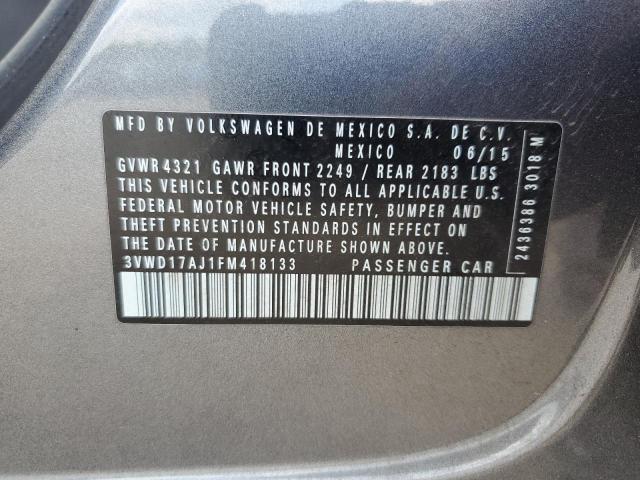 MFD BY VOLKSWAGEN DE MEXICO S.A. DE C.V.
MEXICO 06/15
GVWR 4321 GAWR FRONT 2249 / REAR 2183 LBS
THIS VEHICLE CONFORMS TO ALL APPLICABLE U.S.
FEDERAL MOTOR VEHICLE SAFETY, BUMPER AND
THEFT PREVENTION STANDARDS IN EFFECT ON
THE DATE OF MANUFACTURE SHOWN ABOVE.
3VWD17AJ1FM418133 PASSENGER CAR
2436386 3018 M